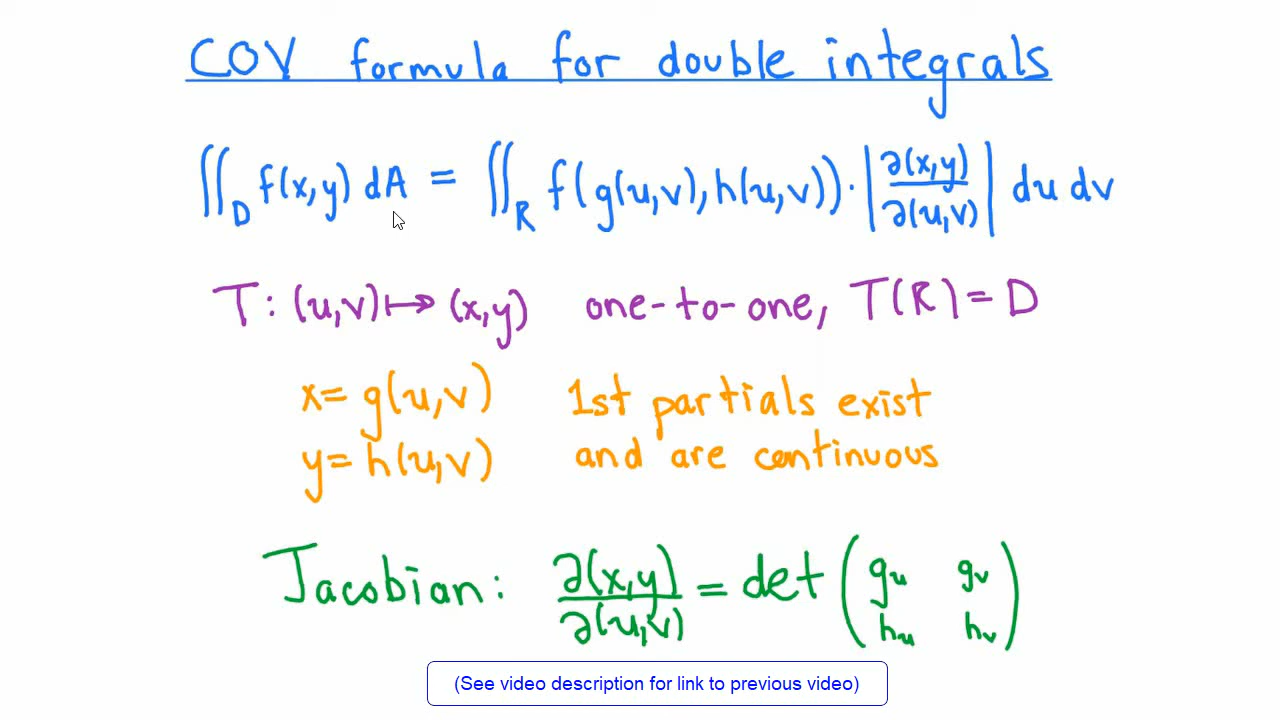 COV formula for double integrals
∬_D f(x,y) dA = ∬_R f(g(u,v), h(u,v)) · |∂(x,y)/∂(u,v)| du dv
T: (u,v) ↦ (x,y) one-to-one, T(R) = D
x = g(u,v) 1st partials exist
y = h(u,v) and are continuous
Jacobian: ∂(x,y)/∂(u,v) = det (g_u g_v
h_u h_v)
(See video description for link to previous video)